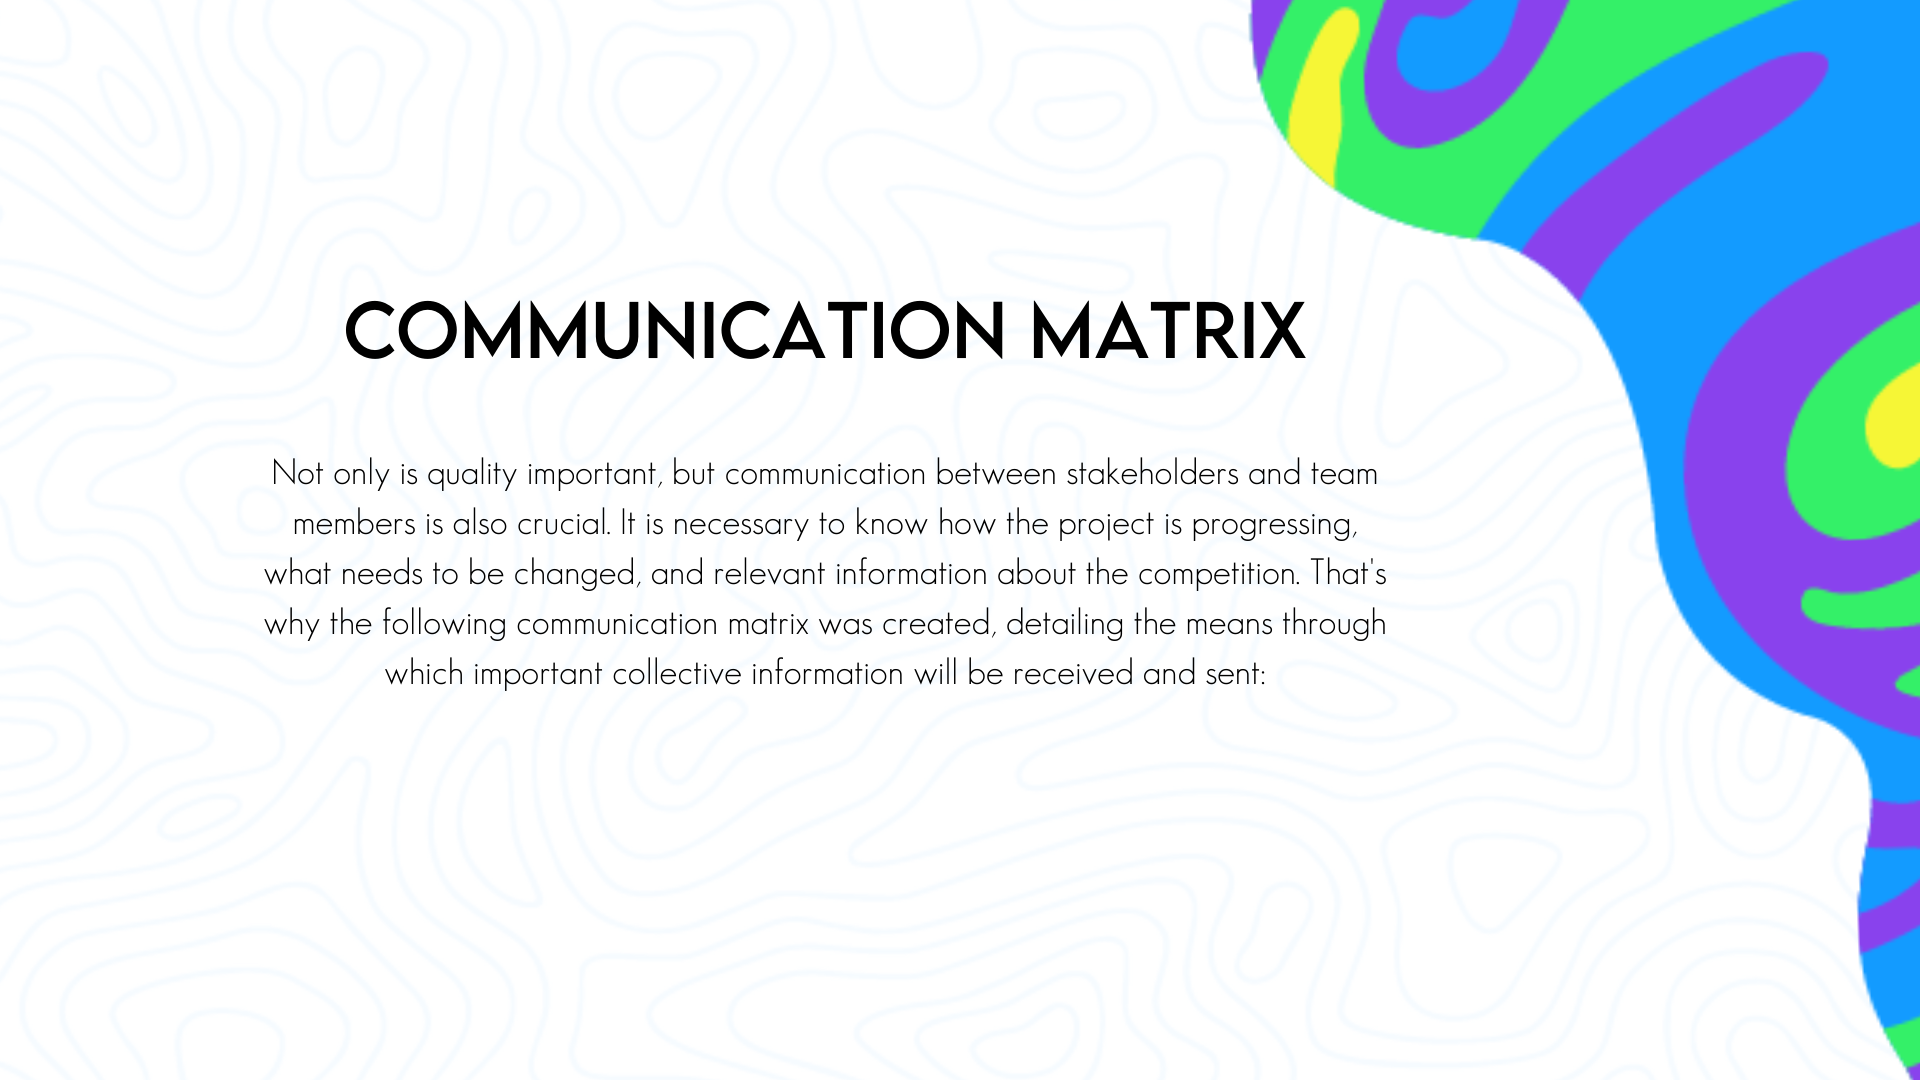 COMMUNICATION MATRIX
Not only is quality important, but communication between stakeholders and team
members is also crucial. It is necessary to know how the project is progressing,
what needs to be changed, and relevant information about the competition. That's
why the following communication matrix was created, detailing the means through
which important collective information will be received and sent: